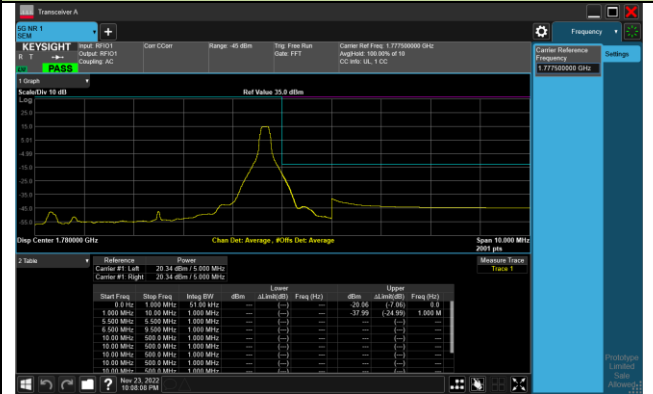 Transceiver A
5G NR 1
SEM
+
Frequency
KEYSIGHT
R T
PASS
Input: RFIO1
Output: RFIO1
Coupling: AC
Corr CCorr
Range: -45 dBm
Trig: Free Run
Gate: FFT
Carrier Ref Freq: 1.777500000 GHz
Avg|Hold: 100.00% of 10
CC Info: UL, 1 CC
Carrier Reference
Frequency
1.777500000 GHz
Settings
1 Graph
Scale/Div 10 dB
Ref Value 35.0 dBm
Log
25.0
15.0
5.01
-4.99
-15.0
-25.0
-35.0
-45.0
-55.0
Disp Center 1.780000 GHz
Chan Det: Average , #Offs Det: Average
Span 10.000 MHz
2001 pts
2 Table
Measure Trace
Trace 1
Reference Power
Carrier #1 Left 20.34 dBm / 5.000 MHz
Carrier #1 Right 20.34 dBm / 5.000 MHz
Lower Upper
Start Freq Stop Freq Integ BW dBm ΔLimit(dB) Freq (Hz) dBm ΔLimit(dB) Freq (Hz)
0.0 Hz 1.000 MHz 51.00 kHz --- (---) --- -20.06 (-7.06) 0.0
1.000 MHz 10.00 MHz 1.000 MHz --- (---) --- -37.99 (-24.99) 1.000 M
5.500 MHz 5.500 MHz 1.000 MHz --- (---) --- --- (---) ---
6.500 MHz 9.500 MHz 1.000 MHz --- (---) --- --- (---) ---
10.00 MHz 500.0 MHz 1.000 MHz --- (---) --- --- (---) ---
10.00 MHz 500.0 MHz 1.000 MHz --- (---) --- --- (---) ---
10.00 MHz 500.0 MHz 1.000 MHz --- (---) --- --- (---) ---
10.00 MHz 500.0 MHz 1.000 MHz --- (---) --- --- (---) ---
10.00 MHz 500.0 MHz 1.000 MHz --- (---) --- --- (---) ---
Nov 23, 2022
10:08:08 PM
?
Prototype
Limited
Sale
Allowed